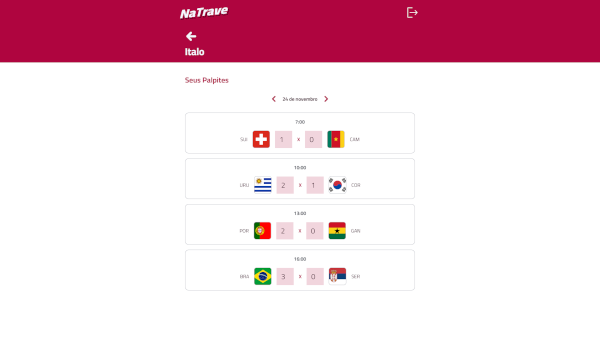 NaTrave
Italo
Seus Palpites
24 de novembro
7:00
SUI 1 x 0 CAM
10:00
URU 2 x 1 COR
13:00
POR 2 x 0 GAN
16:00
BRA 3 x 0 SER